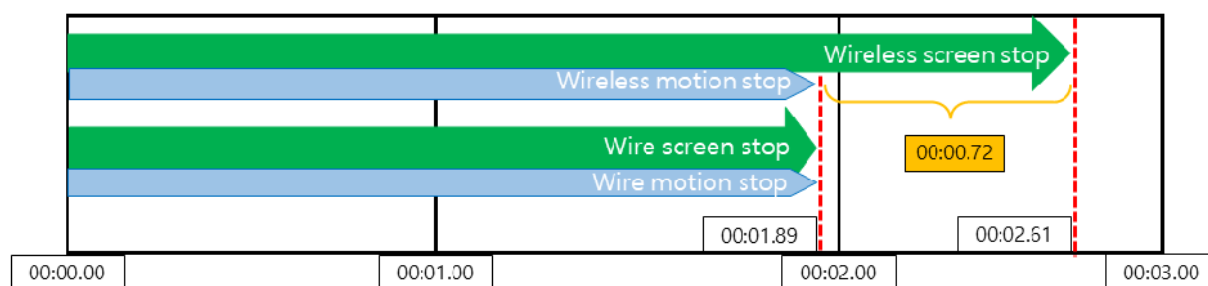 Wireless screen stop
Wireless motion stop
Wire screen stop
00:00.72
Wire motion stop
00:01.89
00:02.61
00:00.00
00:01.00
00:02.00
00:03.00